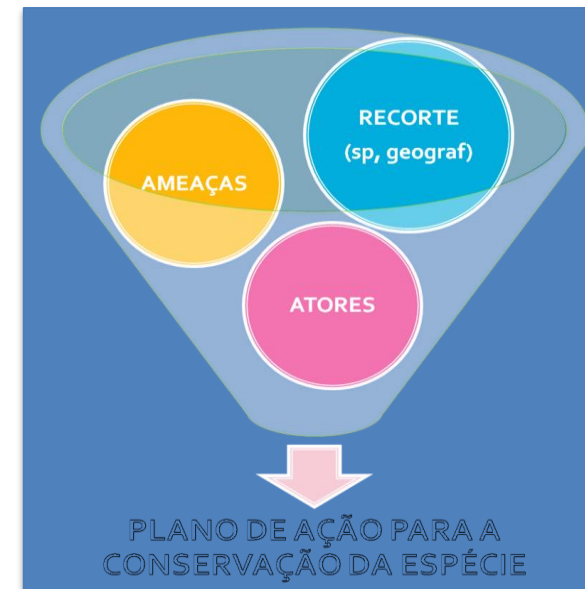 RECORTE
(sp, geograf)
AMEAÇAS
ATORES
PLANO DE AÇÃO PARA A
CONSERVAÇÃO DA ESPÉCIE